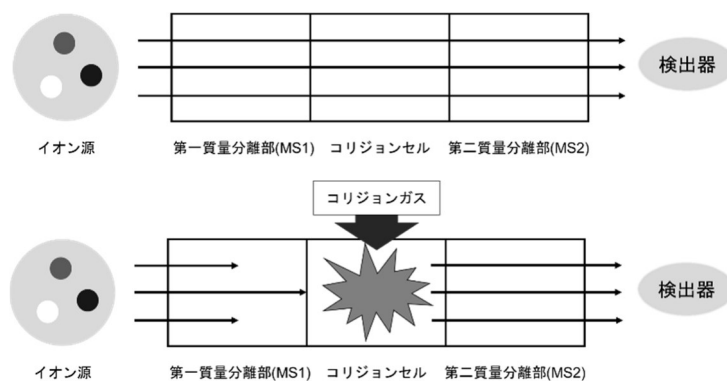 検出器
イオン源
第一質量分離部(MS1)
コリジョンセル
第二質量分離部(MS2)
コリジョンガス
検出器
イオン源
第一質量分離部(MS1)
コリジョンセル
第二質量分離部(MS2)